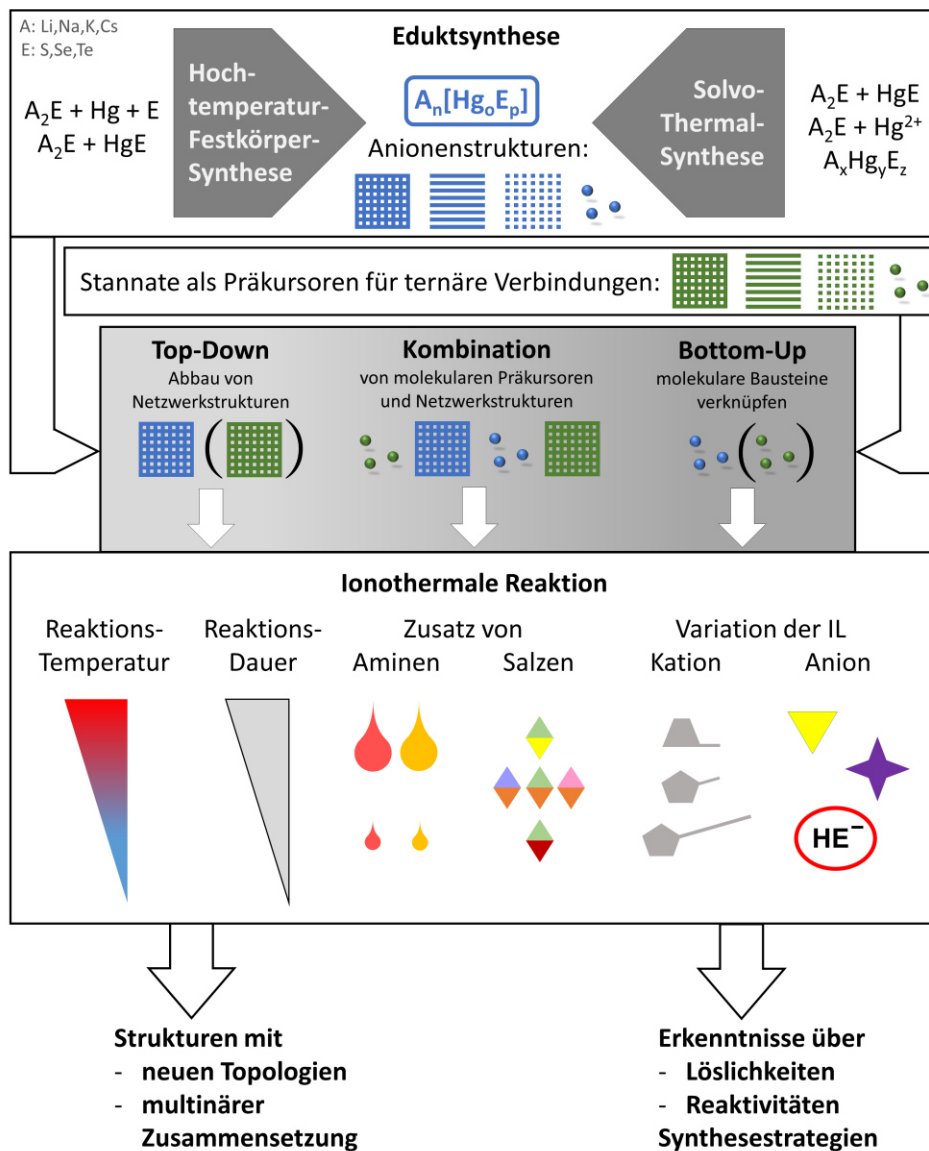 A: Li,Na,K,Cs
E: S,Se,Te
Eduktsynthese
A₂E + Hg + E
A₂E + HgE
Hoch-
temperatur-
Festkörper-
Synthese
Aₙ[HgₒEₚ]
Anionenstrukturen:
Solvo-
Thermal-
Synthese
A₂E + HgE
A₂E + Hg²⁺
AₓHgᵧE_z
Stannate als Präkursoren für ternäre Verbindungen:
Top-Down
Abbau von
Netzwerkstrukturen
Kombination
von molekularen Präkursoren
und Netzwerkstrukturen
Bottom-Up
molekulare Bausteine
verknüpfen
( )
( )
Ionothermale Reaktion
Reaktions-
Temperatur
Reaktions-
Dauer
Zusatz von
Aminen Salzen
Variation der IL
Kation Anion
HE⁻
Strukturen mit
- neuen Topologien
- multinärer
Zusammensetzung
Erkenntnisse über
- Löslichkeiten
- Reaktivitäten
Synthesestrategien